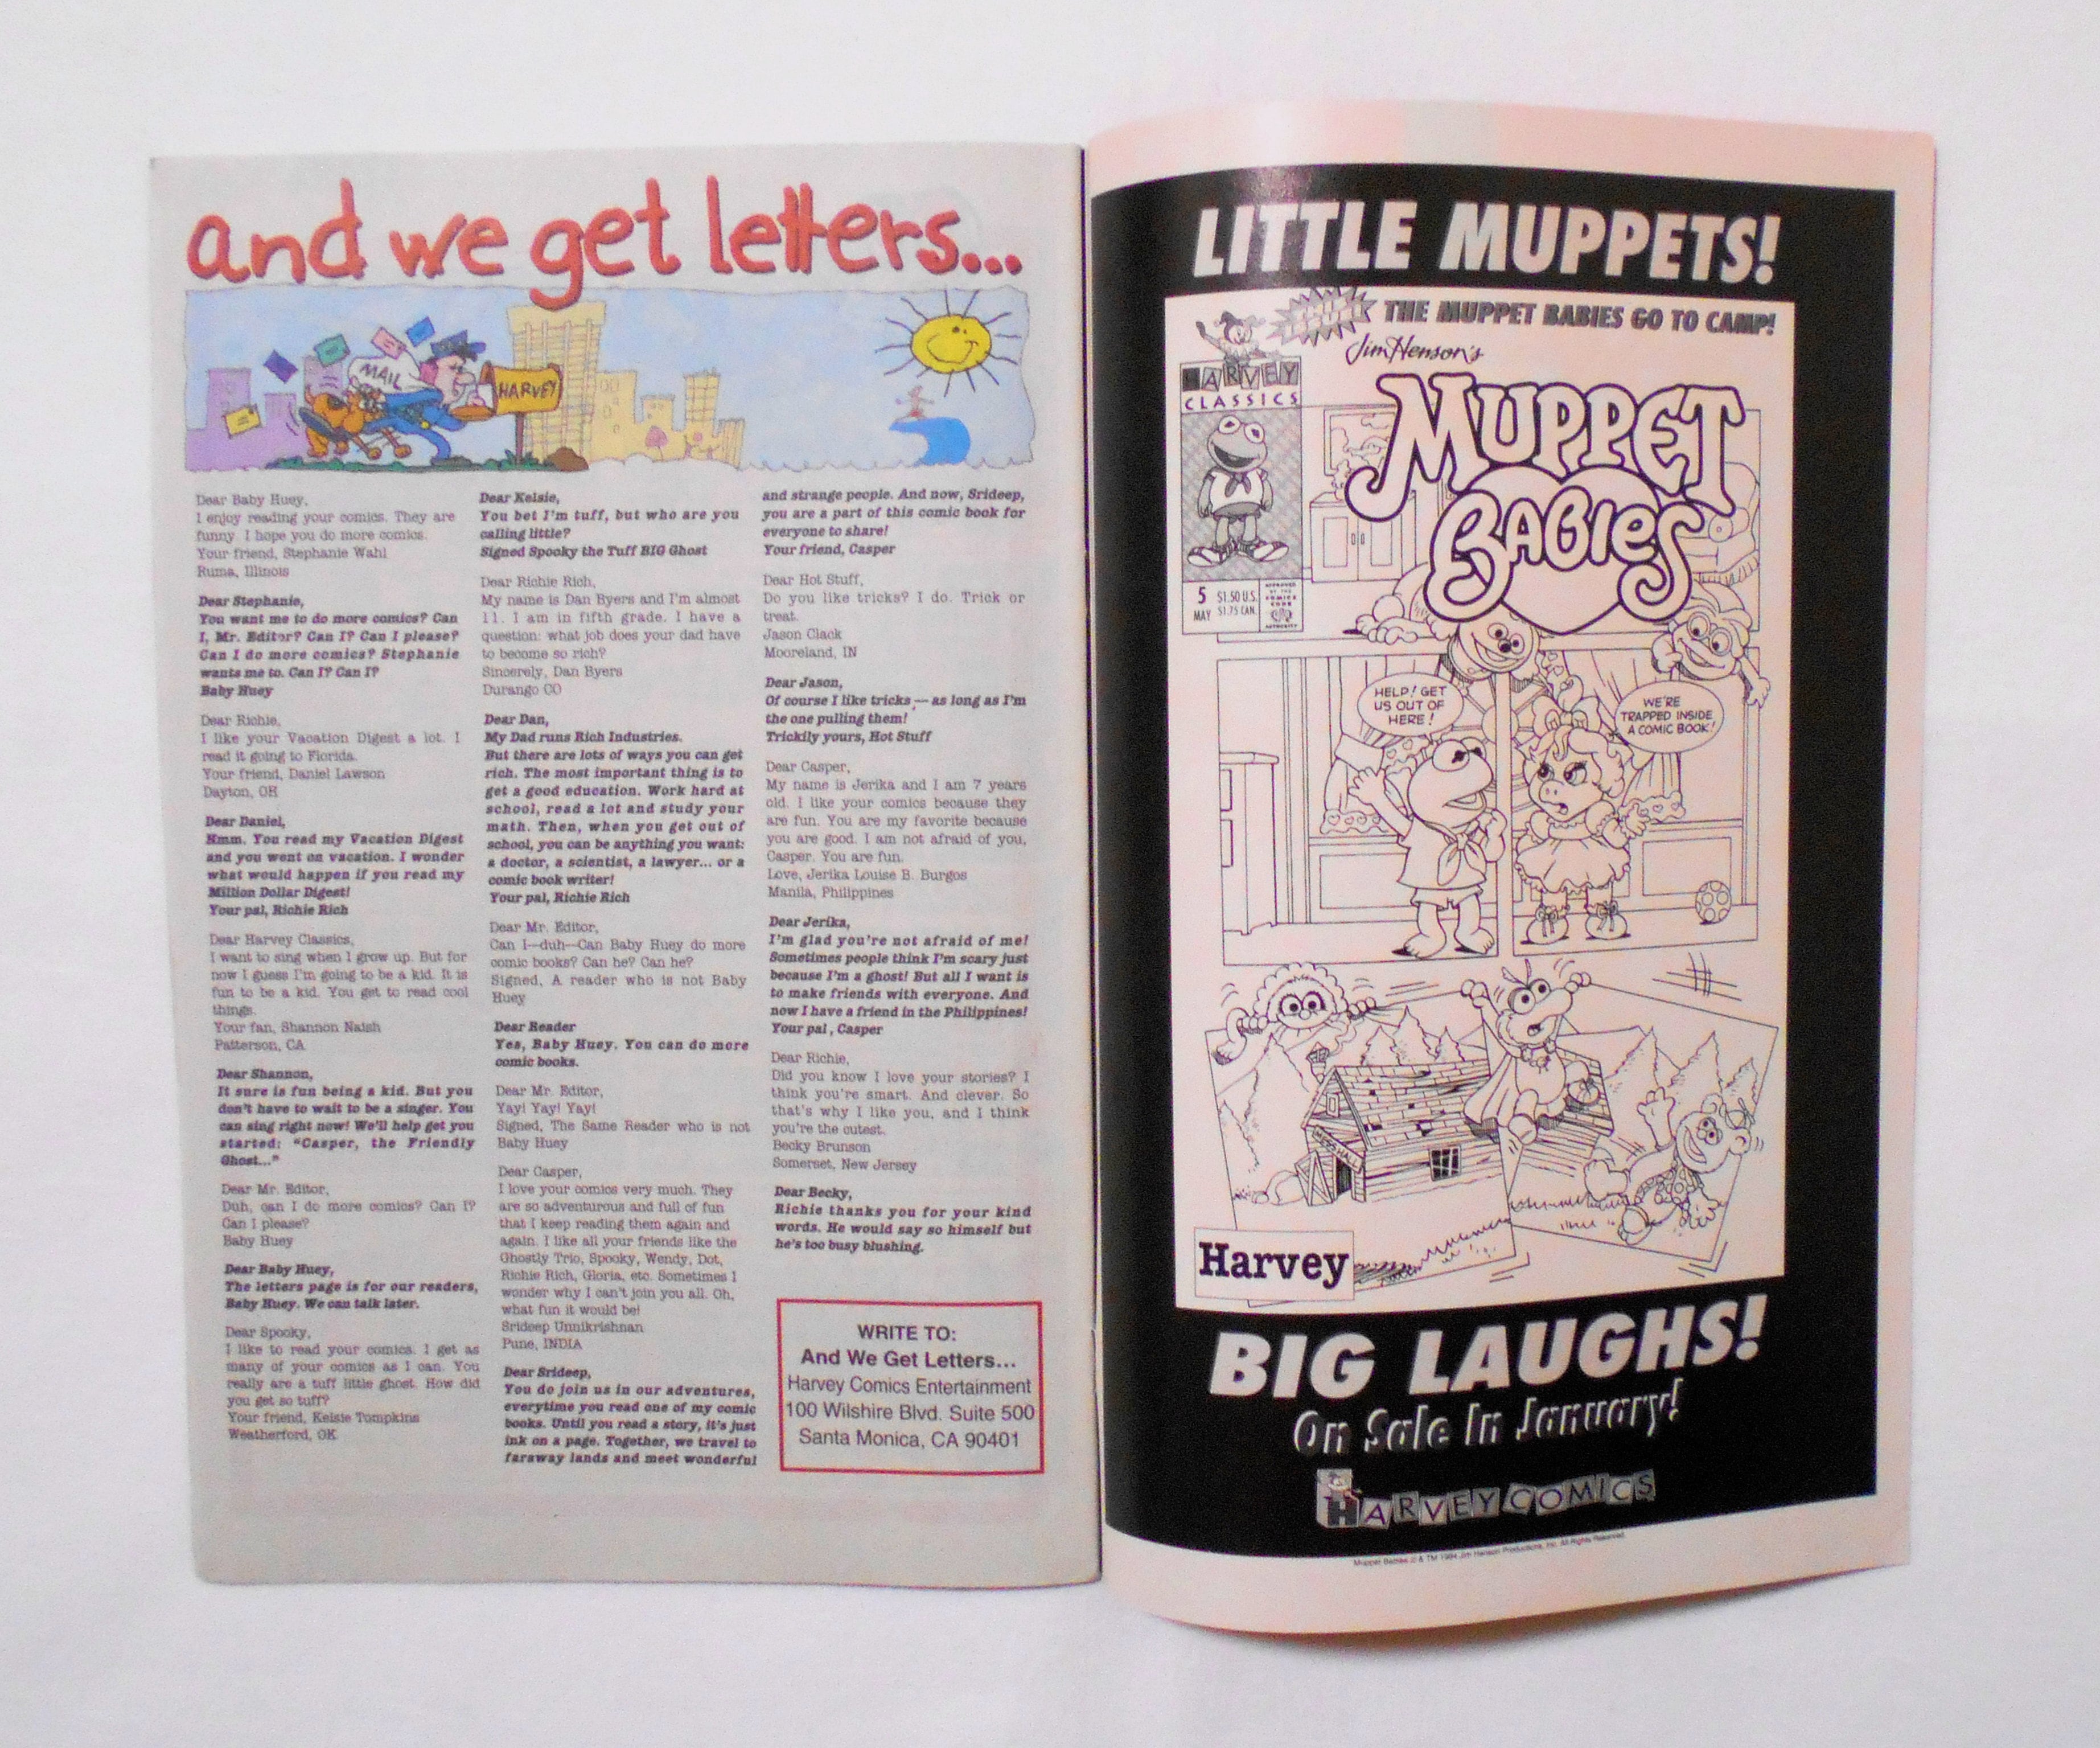 and we get letters...
MAIL
HARVEY
Dear Baby Huey,
I enjoy reading your comics. They are
funny. I hope you do more comics.
Your friend, Stephanie Wahl
Ruma, Illinois
Dear Stephanie,
You want me to do more comics? Can
I, Mr. Editor? Can I? Can I please?
Can I do more comics? Stephanie
wants me to. Can I? Can I?
Baby Huey
Dear Richie,
I like your Vacation Digest a lot. I
read it going to Florida.
Your friend, Daniel Lawson
Dayton, OH
Dear Daniel,
Hmm. You read my Vacation Digest
and you went on vacation. I wonder
what would happen if you read my
Million Dollar Digest!
Your pal, Richie Rich
Dear Harvey Classics,
I want to sing when I grow up. But for
now I guess I'm going to be a kid. It is
fun to be a kid. You get to read cool
things.
Your fan, Shannon Naish
Patterson, CA
Dear Shannon,
It sure is fun being a kid. But you
don't have to wait to be a singer. You
can sing right now! We'll help get you
started: "Casper, the Friendly
Ghost..."
Dear Mr. Editor,
Duh, can I do more comics? Can I?
Can I please?
Baby Huey
Dear Baby Huey,
The letters page is for our readers,
Baby Huey. We can talk later.
Dear Spooky,
I like to read your comics. I get as
many of your comics as I can. You
really are a tuff little ghost. How did
you get so tuff?
Your friend, Kelsie Tompkins
Weatherford, OK
Dear Kelsie,
You bet I'm tuff, but who are you
calling little?
Signed Spooky the Tuff BIG Ghost
Dear Richie Rich,
My name is Dan Byers and I'm almost
11. I am in fifth grade. I have a
question: what job does your dad have
to become so rich?
Sincerely, Dan Byers
Durango CO
Dear Dan,
My Dad runs Rich Industries.
But there are lots of ways you can get
rich. The most important thing is to
get a good education. Work hard at
school, read a lot and study your
math. Then, when you get out of
school, you can be anything you want:
a doctor, a scientist, a lawyer... or a
comic book writer!
Your pal, Richie Rich
Dear Mr. Editor,
Can I—duh—Can Baby Huey do more
comic books? Can he? Can he?
Signed, A reader who is not Baby
Huey
Dear Reader
Yes, Baby Huey. You can do more
comic books.
Dear Mr. Editor,
Yay! Yay! Yay!
Signed, The Same Reader who is not
Baby Huey
Dear Casper,
I love your comics very much. They
are so adventurous and full of fun
that I keep reading them again and
again. I like all your friends like the
Ghostly Trio, Spooky, Wendy, Dot,
Richie Rich, Gloria, etc. Sometimes I
wonder why I can't join you all. Oh,
what fun it would be!
Srideep Unnikrishnan
Pune, INDIA
Dear Srideep,
You do join us in our adventures,
everytime you read one of my comic
books. Until you read a story, it's just
ink on a page. Together, we travel to
faraway lands and meet wonderful
and strange people. And now, Srideep,
you are a part of this comic book for
everyone to share!
Your friend, Casper
Dear Hot Stuff,
Do you like tricks? I do. Trick or
treat.
Jason Clack
Mooreland, IN
Dear Jason,
Of course I like tricks — as long as I'm
the one pulling them!
Trickily yours, Hot Stuff
Dear Casper,
My name is Jerika and I am 7 years
old. I like your comics because they
are fun. You are my favorite because
you are good. I am not afraid of you,
Casper. You are fun.
Love, Jerika Louise B. Burgos
Manila, Philippines
Dear Jerika,
I'm glad you're not afraid of me!
Sometimes people think I'm scary just
because I'm a ghost! But all I want is
to make friends with everyone. And
now I have a friend in the Philippines!
Your pal, Casper
Dear Richie,
Did you know I love your stories? I
think you're smart. And clever. So
that's why I like you, and I think
you're the cutest.
Becky Brunson
Somerset, New Jersey
Dear Becky,
Richie thanks you for your kind
words. He would say so himself but
he's too busy blushing.
WRITE TO:
And We Get Letters...
Harvey Comics Entertainment
100 Wilshire Blvd. Suite 500
Santa Monica, CA 90401
LITTLE MUPPETS!
THE MUPPET BABIES GO TO CAMP!
Jim Henson's
HARVEY
CLASSICS
MUPPET
BABIES
5 $1.50 U.S.
MAY $1.75 CAN.
APPROVED
BY THE
COMICS
CODE
AUTHORITY
HELP! GET
US OUT OF
HERE!
WE'RE
TRAPPED INSIDE
A COMIC BOOK!
MESS HALL
Harvey
BIG LAUGHS!
On Sale In January!
HARVEY COMICS
Muppet Babies © & TM 1994 Jim Henson Productions, Inc. All Rights Reserved.